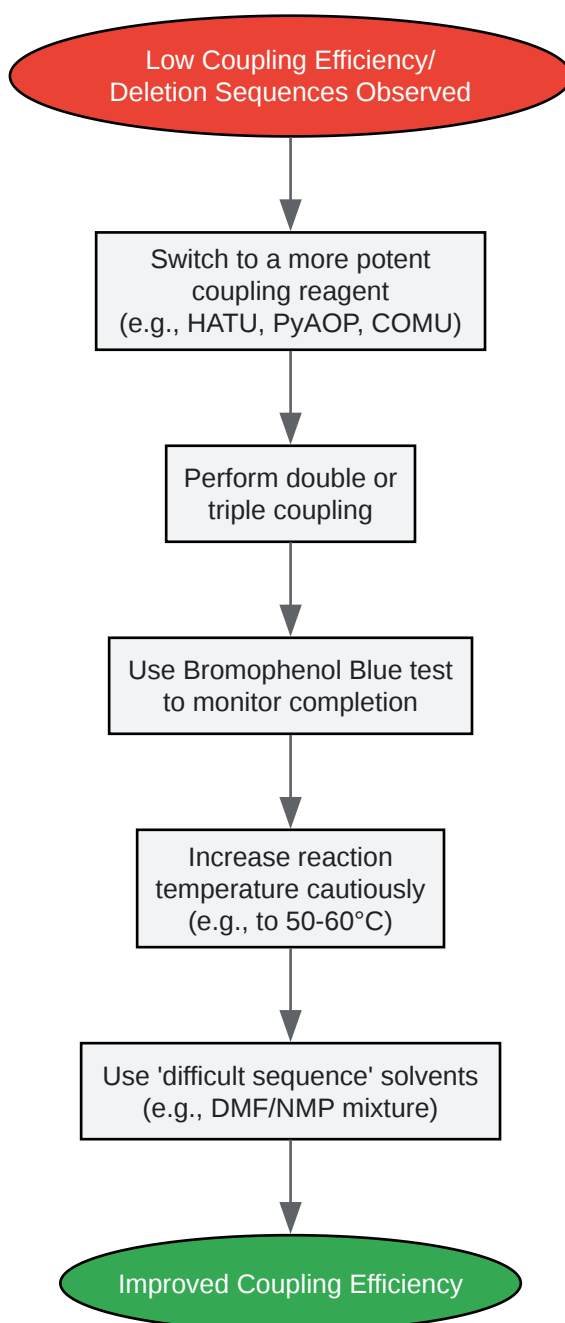 Low Coupling Efficiency/
Deletion Sequences Observed
Switch to a more potent
coupling reagent
(e.g., HATU, PyAOP, COMU)
Perform double or
triple coupling
Use Bromophenol Blue test
to monitor completion
Increase reaction
temperature cautiously
(e.g., to 50-60°C)
Use 'difficult sequence' solvents
(e.g., DMF/NMP mixture)
Improved Coupling Efficiency